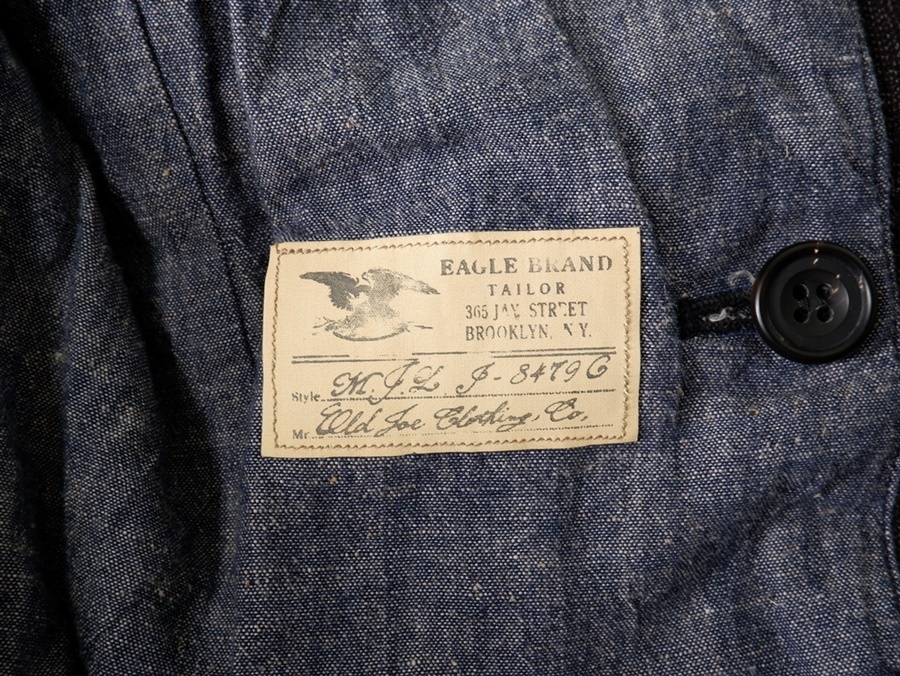 EAGLE BRAND
TAILOR
365 JAY STREET
BROOKLYN, N.Y.
Style M.J.L J-8479C
Mr. Old Joe Clothing, Co.